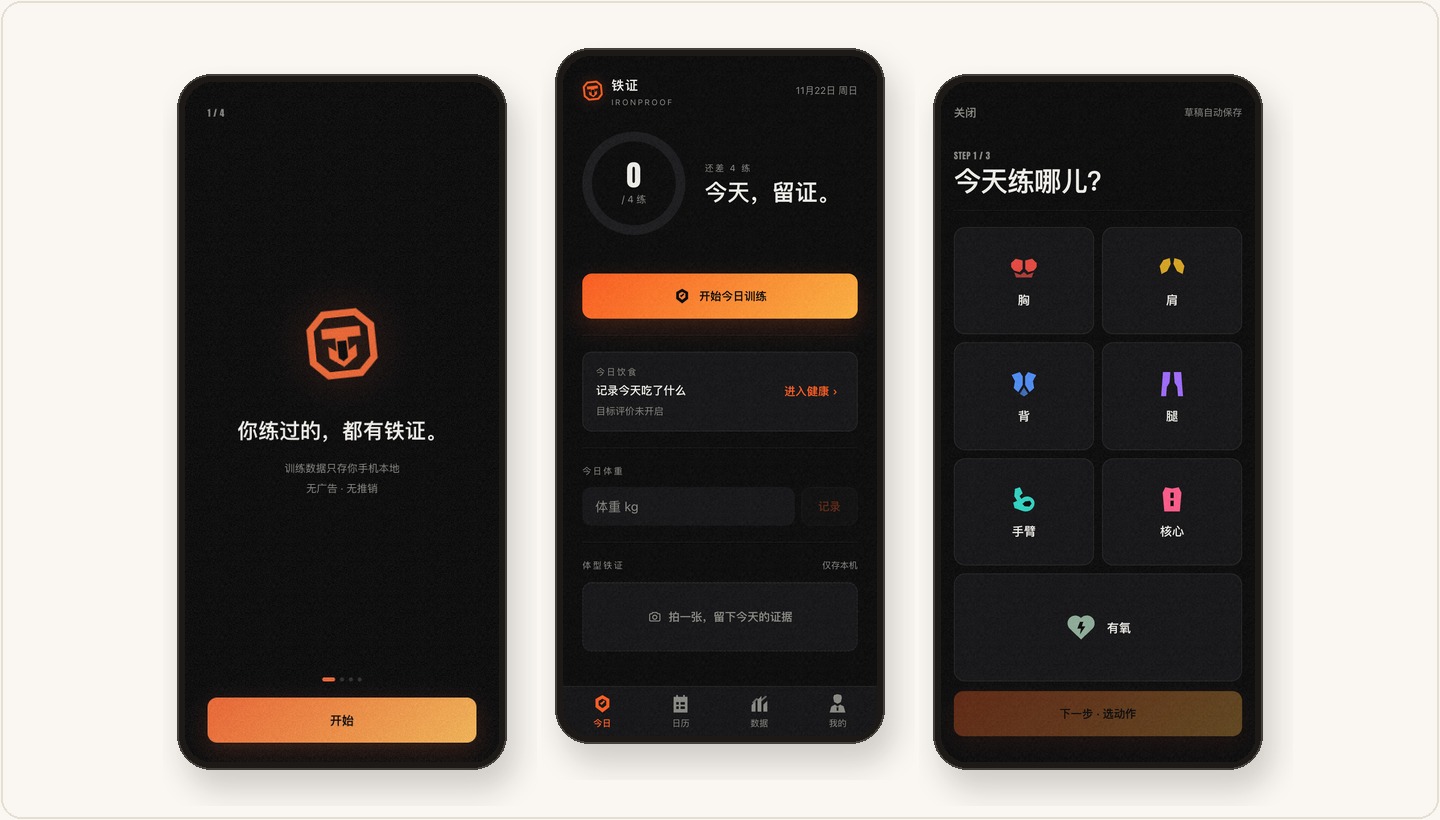 1 / 4
你练过的，都有铁证。
训练数据只存你手机本地
无广告 · 无推销
开始
铁证
IRONPROOF
11月22日 周日
0
/ 4 练
还差 4 练
今天，留证。
开始今日训练
今日饮食
记录今天吃了什么
目标评价未开启
进入健康 ›
今日体重
体重 kg
记录
体型铁证
仅存本机
拍一张，留下今天的证据
今日
日历
数据
我的
关闭
草稿自动保存
STEP 1 / 3
今天练哪儿?
胸
肩
背
腿
手臂
核心
有氧
下一步 · 选动作